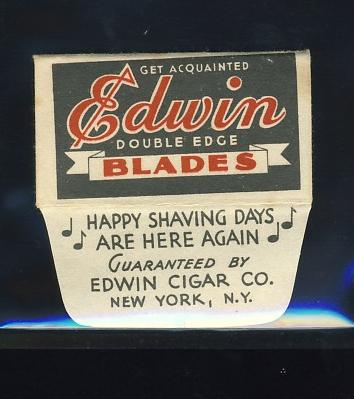 GET ACQUAINTED
Edwin
DOUBLE EDGE
BLADES
HAPPY SHAVING DAYS
ARE HERE AGAIN
GUARANTEED BY
EDWIN CIGAR CO.
NEW YORK, N.Y.